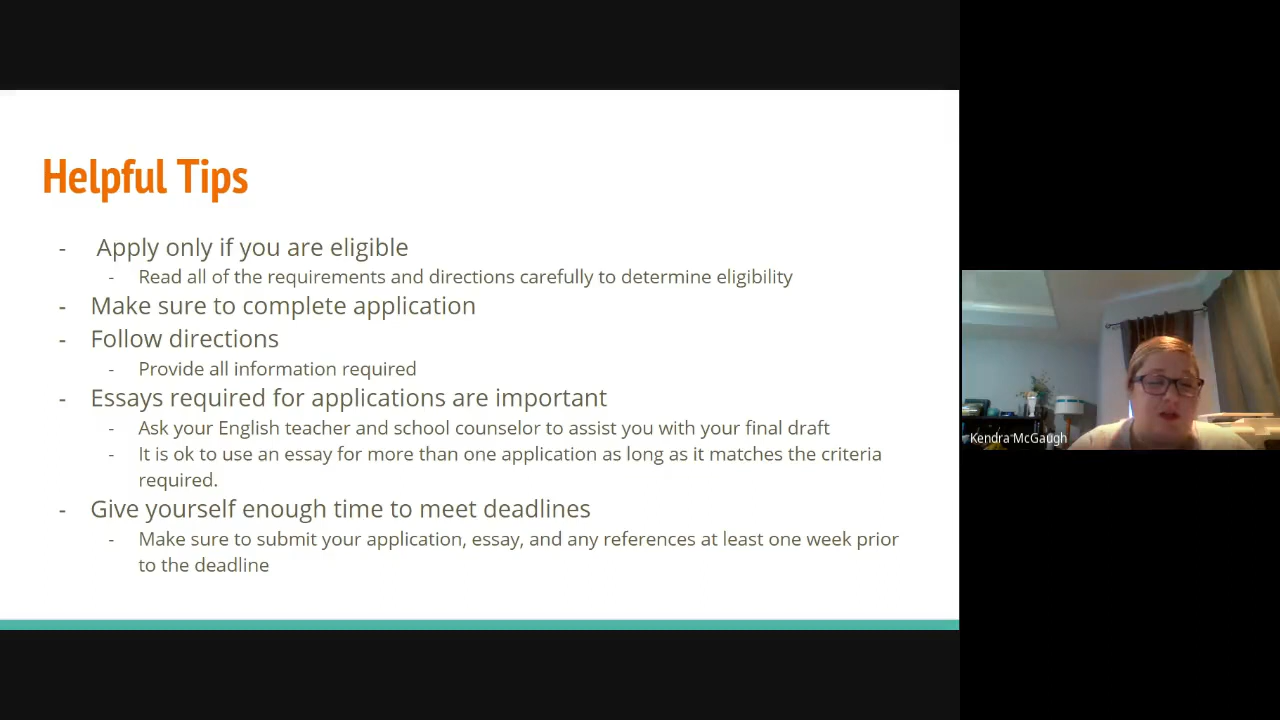 Helpful Tips
- Apply only if you are eligible
- Read all of the requirements and directions carefully to determine eligibility
- Make sure to complete application
- Follow directions
- Provide all information required
- Essays required for applications are important
- Ask your English teacher and school counselor to assist you with your final draft
- It is ok to use an essay for more than one application as long as it matches the criteria
required.
- Give yourself enough time to meet deadlines
- Make sure to submit your application, essay, and any references at least one week prior
to the deadline
Kendra McGaugh